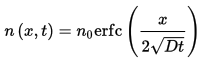 n (x, t) = n₀erfc ( x / 2√Dt )